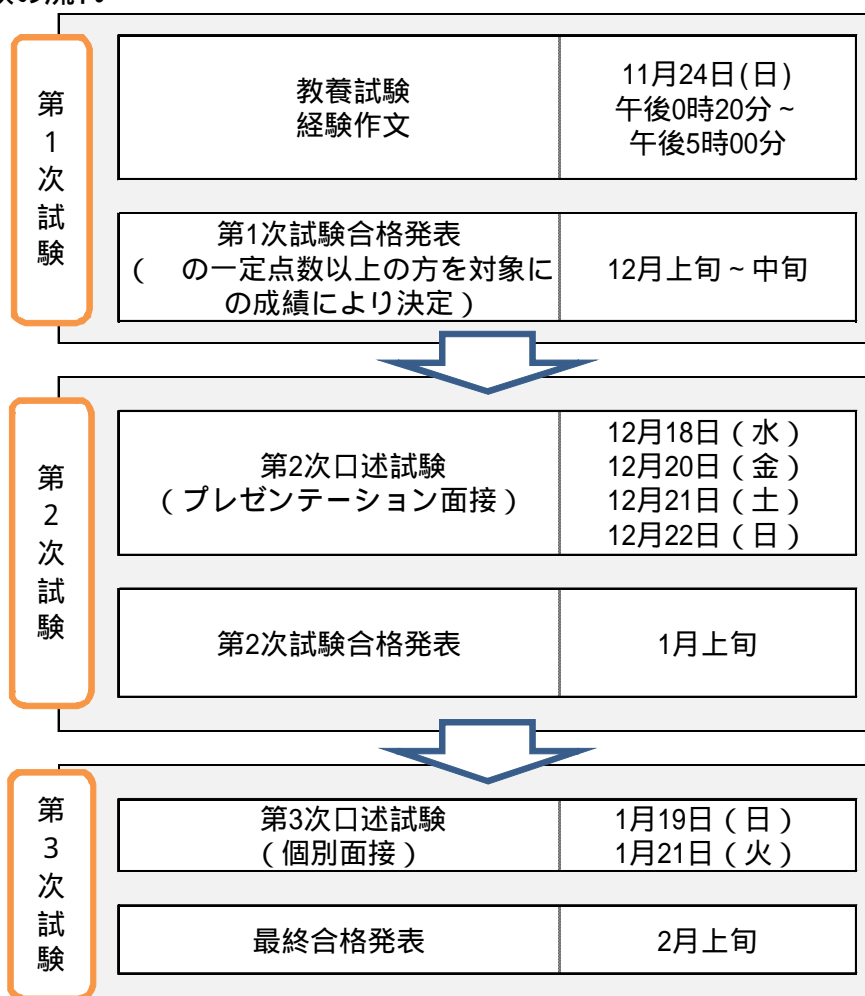 第1次試験
教養試験
経験作文
11月24日(日)
午後0時20分~
午後5時00分
第1次試験合格発表
(　の一定点数以上の方を対象に
の成績により決定)
12月上旬~中旬
第2次試験
第2次口述試験
(プレゼンテーション面接)
12月18日(水)
12月20日(金)
12月21日(土)
12月22日(日)
第2次試験合格発表
1月上旬
第3次試験
第3次口述試験
(個別面接)
1月19日(日)
1月21日(火)
最終合格発表
2月上旬